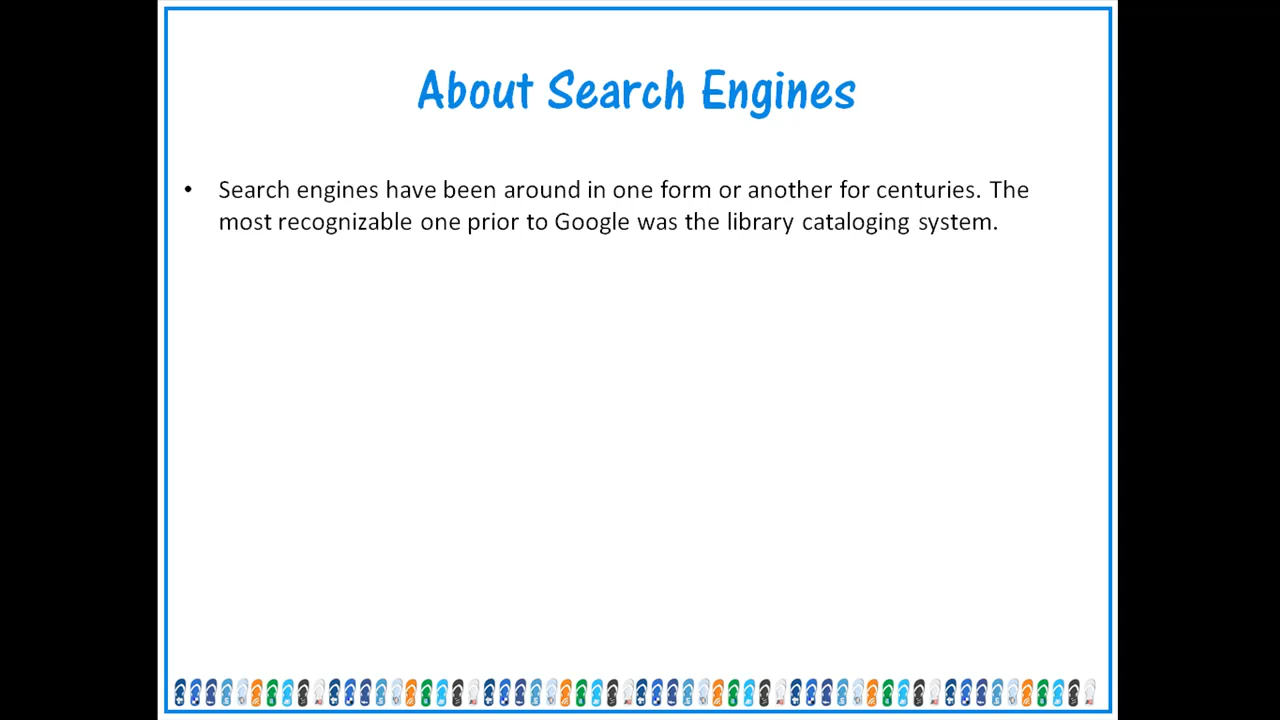 About Search Engines
• Search engines have been around in one form or another for centuries. The
most recognizable one prior to Google was the library cataloging system.